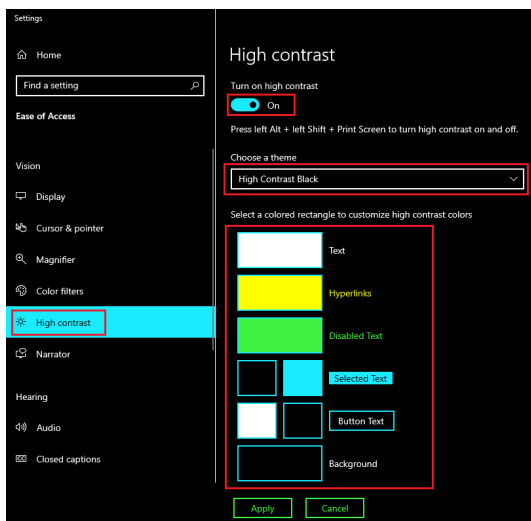 Settings
Home
Find a setting
Ease of Access
Vision
Display
Cursor & pointer
Magnifier
Color filters
High contrast
Narrator
Hearing
Audio
Closed captions
High contrast
Turn on high contrast
On
Press left Alt + left Shift + Print Screen to turn high contrast on and off.
Choose a theme
High Contrast Black
Select a colored rectangle to customize high contrast colors
Text
Hyperlinks
Disabled Text
Selected Text
Button Text
Background
Apply
Cancel